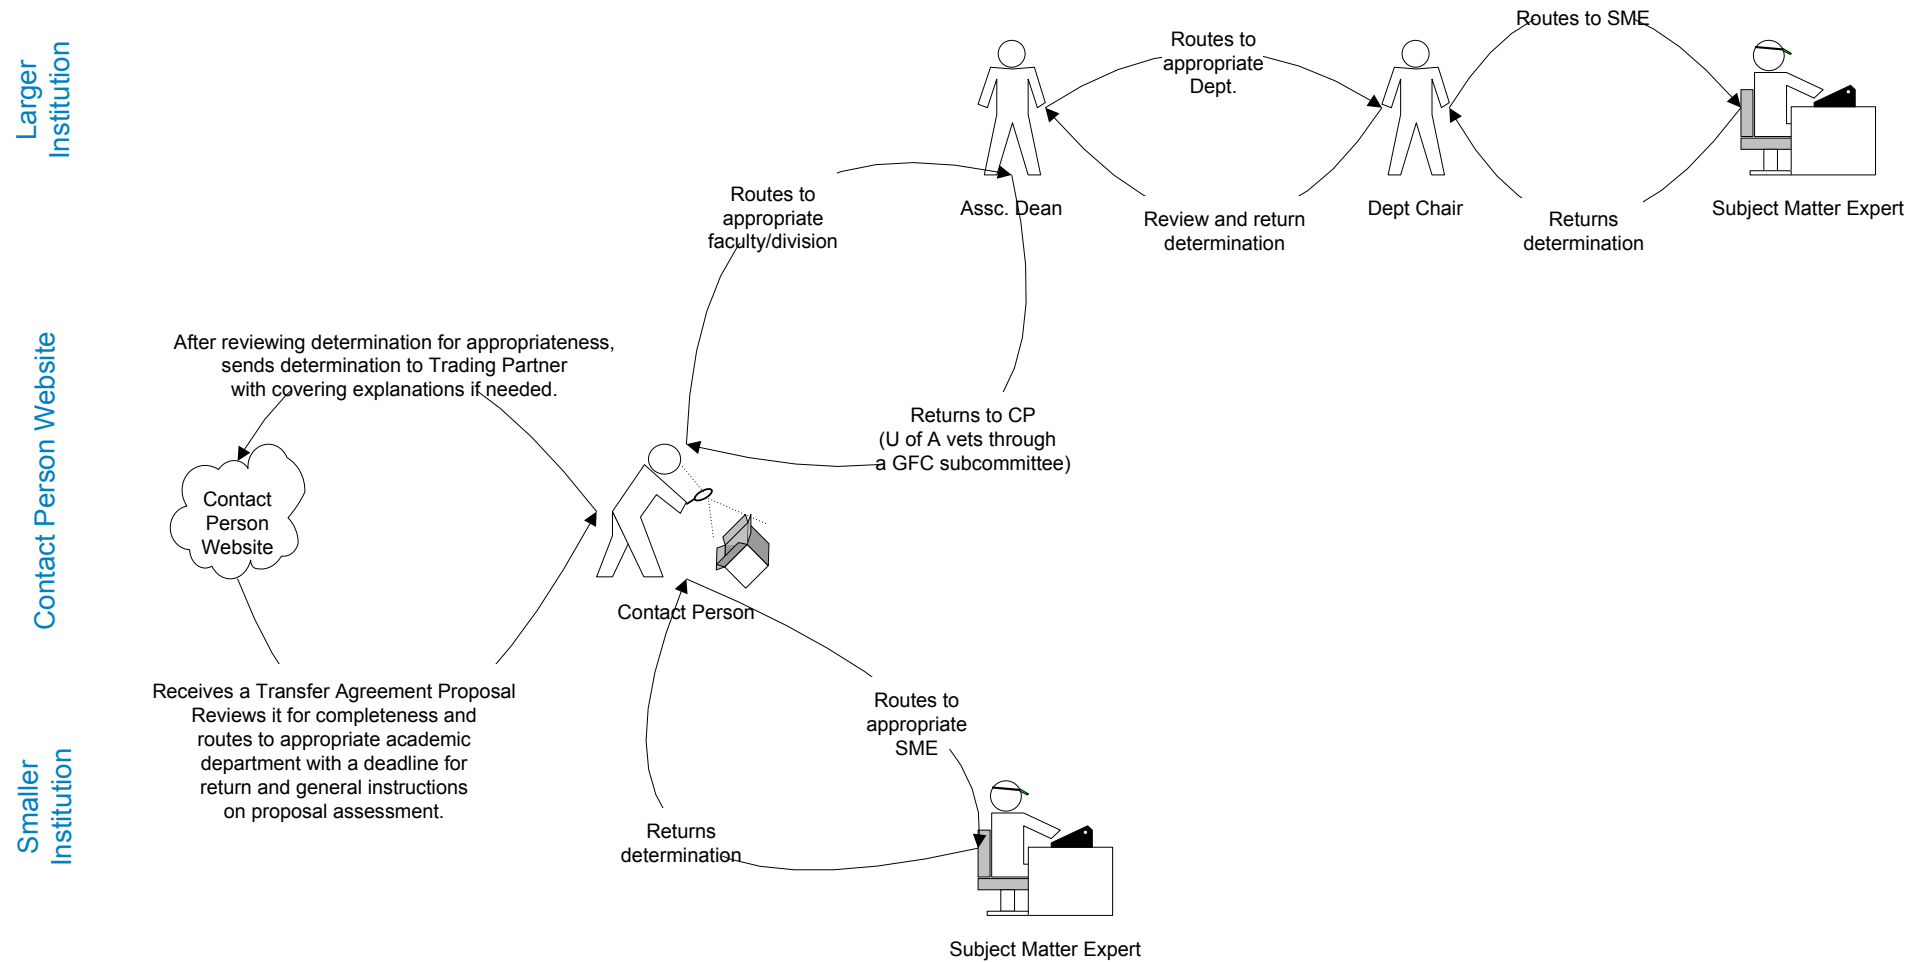 Larger
Institution
Routes to SME
Routes to
appropriate
Dept.
Routes to
appropriate
faculty/division
Assc. Dean
Review and return
determination
Dept Chair
Returns
determination
Subject Matter Expert
Contact Person Website
After reviewing determination for appropriateness,
sends determination to Trading Partner
with covering explanations if needed.
Returns to CP
(U of A vets through
a GFC subcommittee)
Contact
Person
Website
Contact Person
Smaller
Institution
Receives a Transfer Agreement Proposal
Reviews it for completeness and
routes to appropriate academic
department with a deadline for
return and general instructions
on proposal assessment.
Routes to
appropriate
SME
Returns
determination
Subject Matter Expert